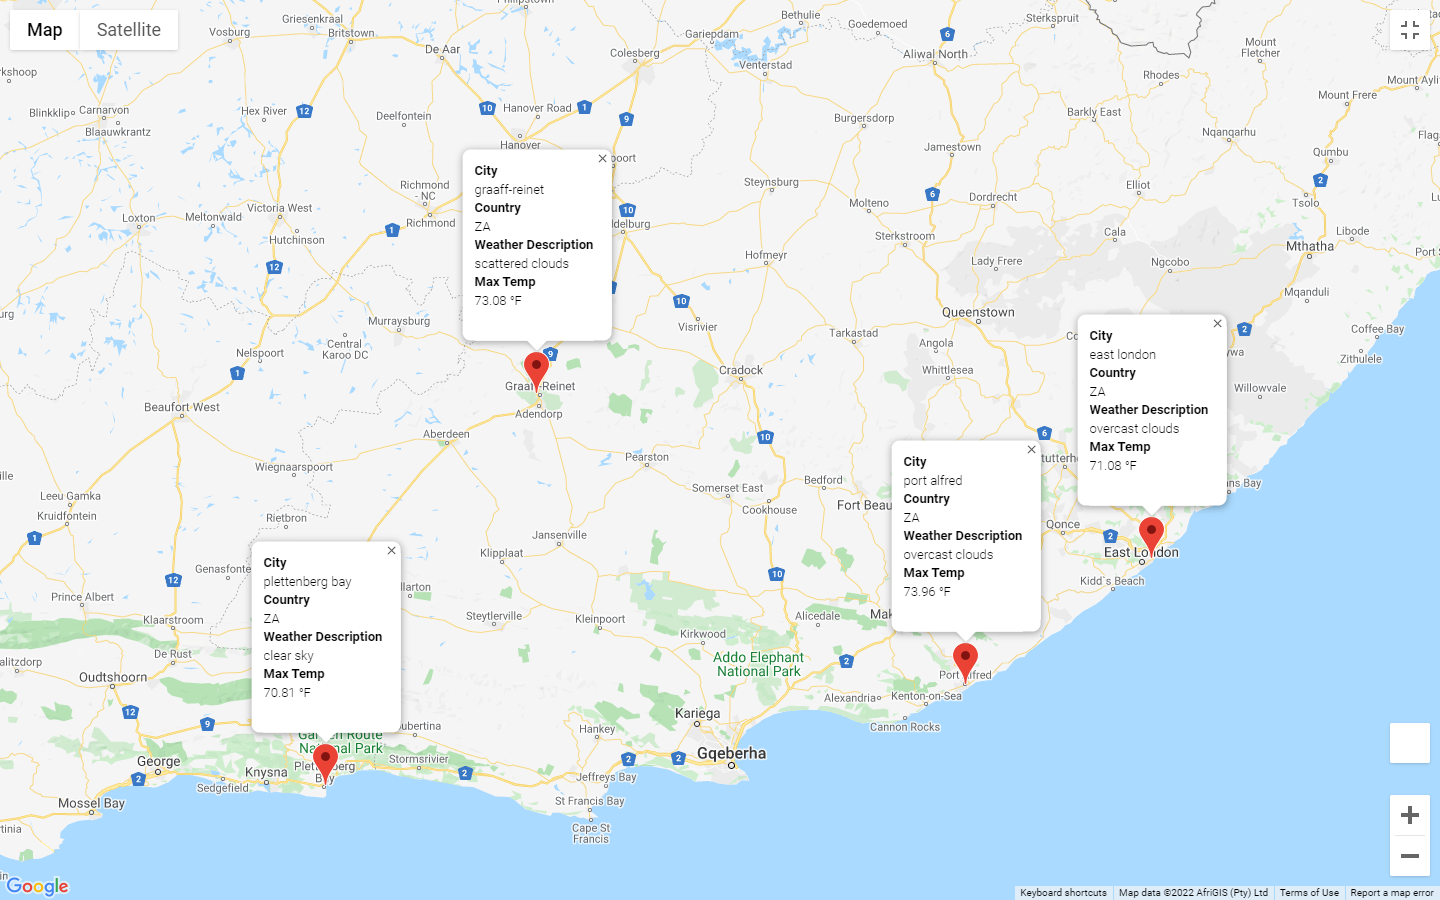 Map
Satellite
Philipstown
Griesenkraal
Vosburg
Britstown
De Aar
Colesberg
Gariepdam
Bethulie
Goedemoed
Sterkspruit
Venterstad
Aliwal North
Mount
Fletcher
Rhodes
Mount Frere
Mount Aylif
Blinkklip
Carnarvon
Blaauwkrantz
Hex River
Deelfontein
Hanover Road
Hanover
Burgersdorp
Barkly East
Nqanqarhu
Qumbu
Jamestown
Tsolo
Elliot
Dordrecht
Steynsburg
Molteno
Sterkstroom
Richmond
- NC
Richmond
Victoria West
Hutchinson
Loxton
Meltonwald
Hofmeyr
Cala
Lady Frere
Ngcobo
Libode
Mthatha
Port S
Mqanduli
Coffee Bay
Zithulele
Queenstown
Visrivier
Tarkastad
Angola
Whittlesea
Willowvale
Murraysburg
Central
Karoo DC
Nelspoort
Beaufort West
Cradock
Graaff-Reinet
Adendorp
Aberdeen
Pearston
Wiegnaarspoort
Somerset East
Cookhouse
Bedford
Fort Beau
Leeu Gamka
Kruidfontein
Rietbron
Jansenville
Klipplaat
Qonce
East London
Kidd`s Beach
Genasfontein
Prince Albert
Klaarstroom
Steytlerville
Kleinpoort
Kirkwood
Alicedale
De Rust
Oudtshoorn
Addo Elephant
National Park
Port Alfred
Kenton-on-Sea
Alexandria
Cannon Rocks
Kariega
Gqeberha
Hankey
Jeffreys Bay
St Francis Bay
Cape St
Francis
Stormsrivier
Garden Route
National Park
Plettenberg
Bay
Knysna
Sedgefield
George
Mossel Bay
City
graaff-reinet
Country
ZA
Weather Description
scattered clouds
Max Temp
73.08 °F
City
east london
Country
ZA
Weather Description
overcast clouds
Max Temp
71.08 °F
City
port alfred
Country
ZA
Weather Description
overcast clouds
Max Temp
73.96 °F
City
plettenberg bay
Country
ZA
Weather Description
clear sky
Max Temp
70.81 °F
Google
Keyboard shortcuts
Map data ©2022 AfriGIS (Pty) Ltd
Terms of Use
Report a map error